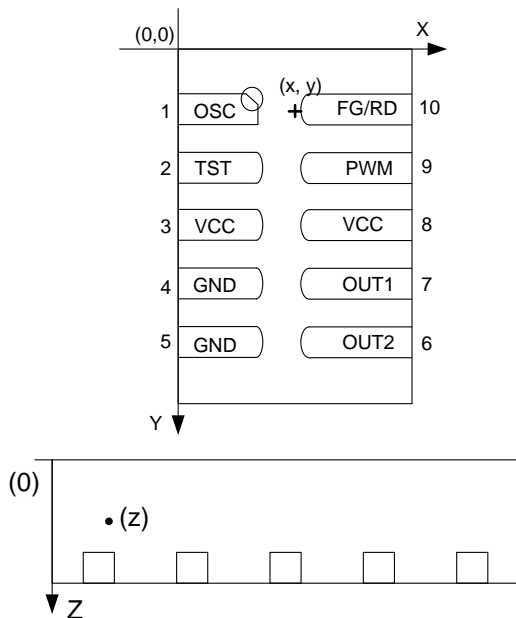 (0,0) X
(x, y)
1 OSC FG/RD 10
2 TST PWM 9
3 VCC VCC 8
4 GND OUT1 7
5 GND OUT2 6
Y
(0)
(z)
Z